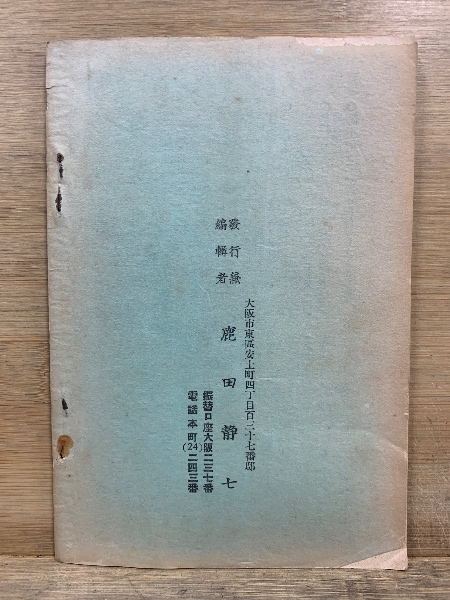 大阪市東區安土町四丁目百三十七番邸
發行兼
編輯者
鹿田靜七
振替口座大阪二三七番
電話本町(24)二四三番